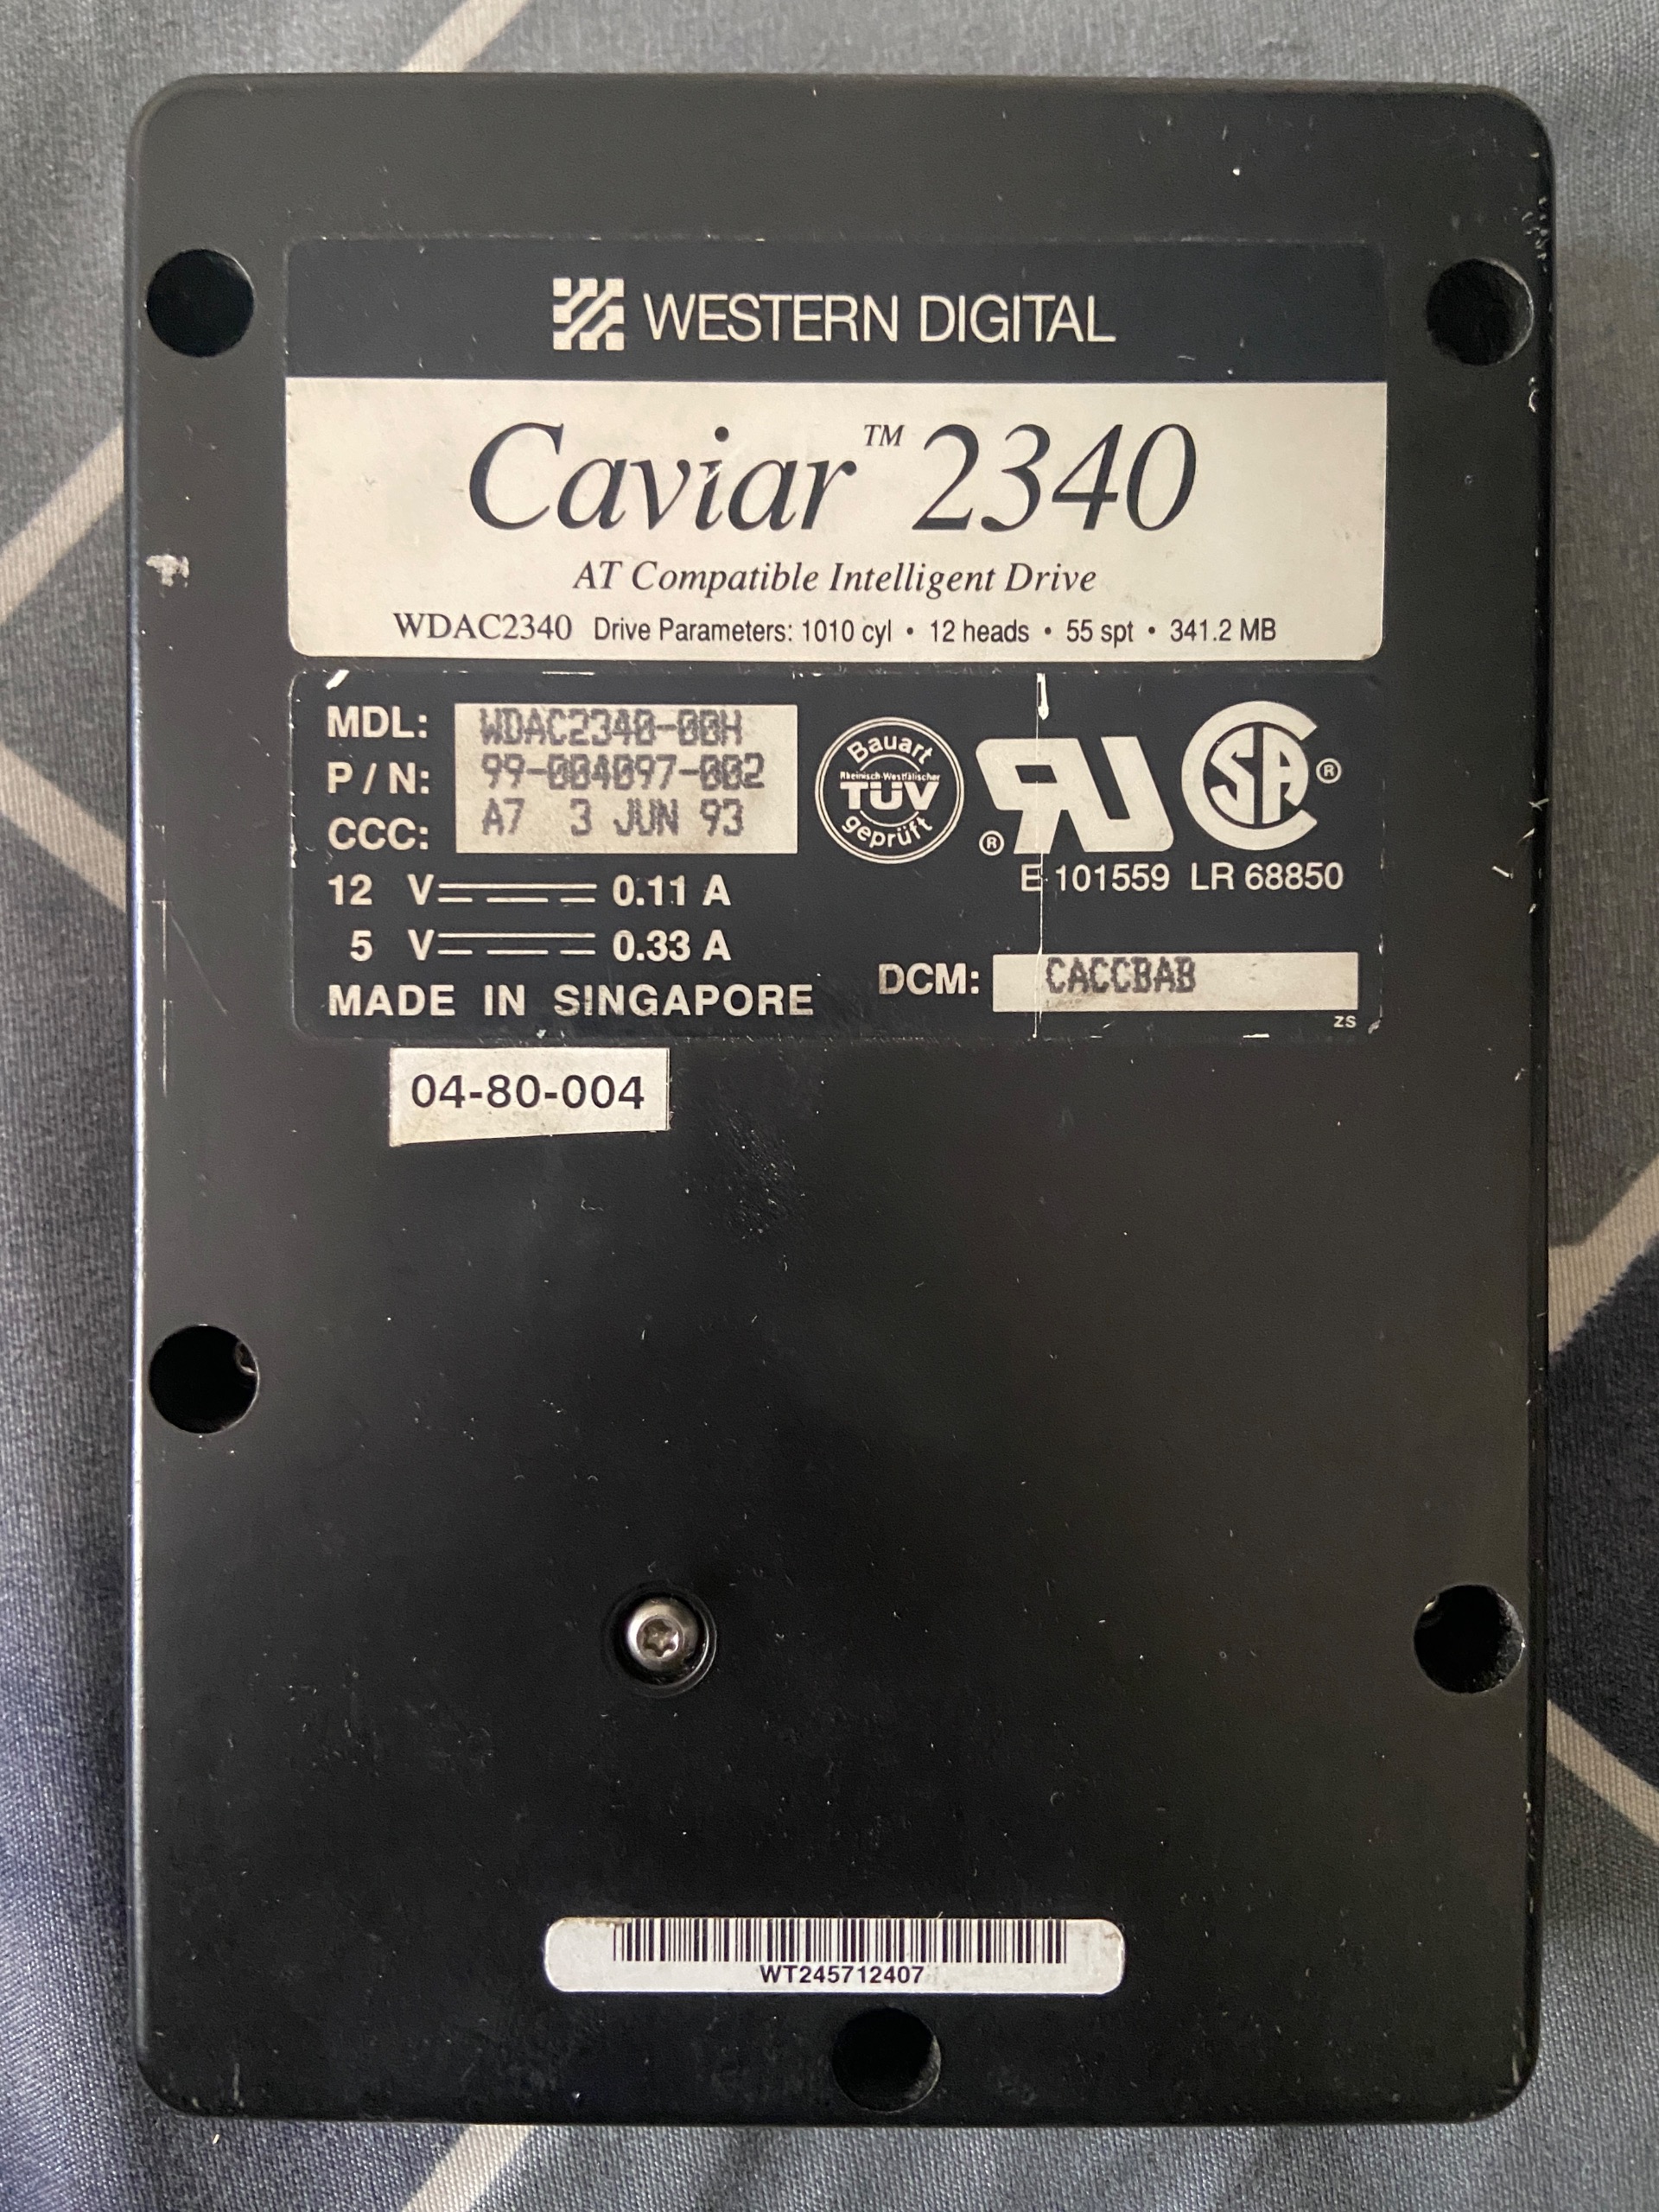 WESTERN DIGITAL
Caviar™ 2340
AT Compatible Intelligent Drive
WDAC2340 Drive Parameters: 1010 cyl • 12 heads • 55 spt • 341.2 MB
MDL: WDAC2340-00H
P/N: 99-004097-002
CCC: A7 3 JUN 93
Bauart
Rheinisch-Westfälischer
TÜV
geprüft
® RU
SA ®
E 101559 LR 68850
12 V 0.11 A
5 V 0.33 A
MADE IN SINGAPORE
DCM: CACCBAB
ZS
04-80-004
WT245712407